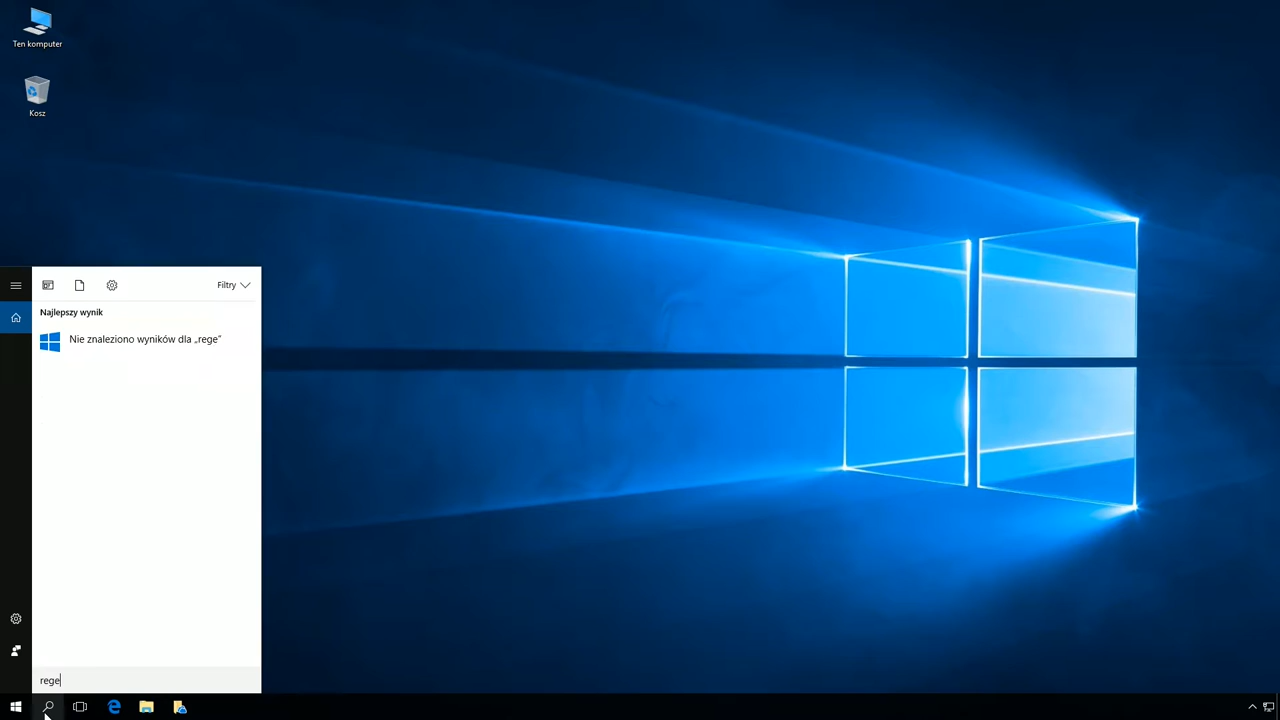 Ten komputer
Kosz
Filtry
Najlepszy wynik
Nie znaleziono wyników dla „rege”
rege